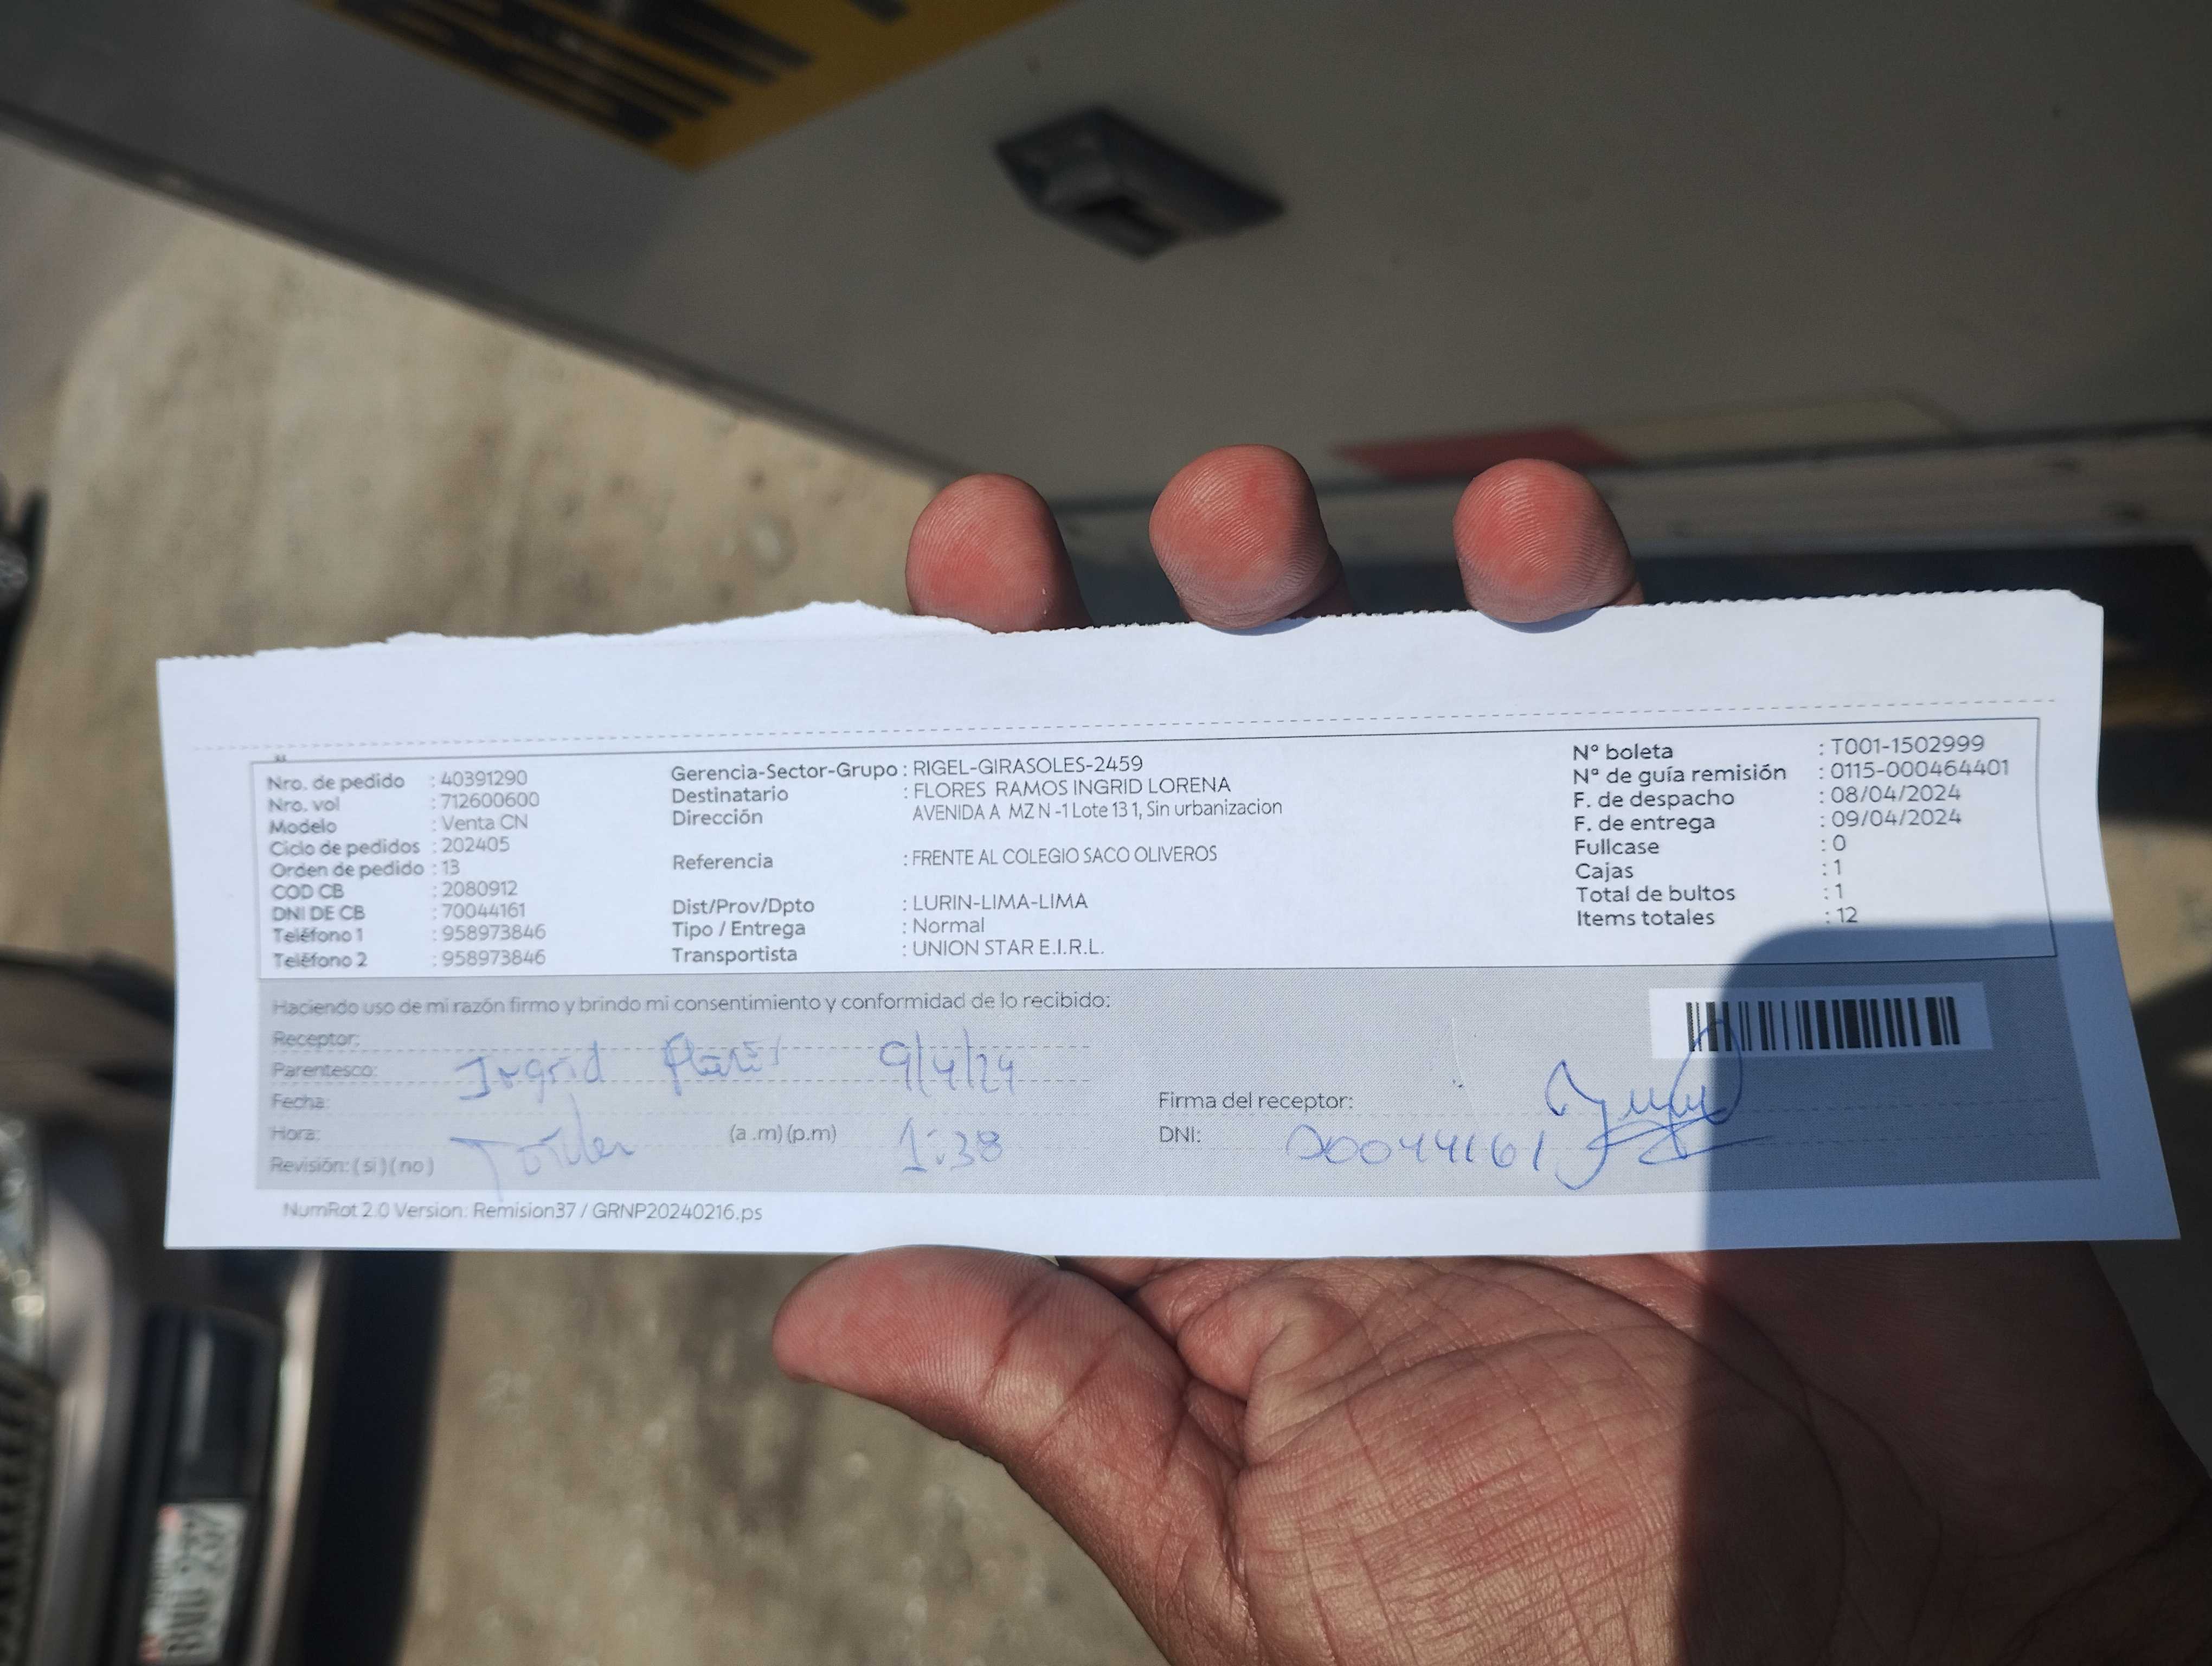 Nro. de pedido : 40391290
Nro. vol : 712600600
Modelo : Venta CN
Ciclo de pedidos : 202405
Orden de pedido : 13
COD CB : 2080912
DNI DE CB : 70044161
Teléfono 1 : 958973846
Teléfono 2 : 958973846
Gerencia-Sector-Grupo : RIGEL-GIRASOLES-2459
Destinatario : FLORES RAMOS INGRID LORENA
Dirección AVENIDA A MZ N -1 Lote 13 1, Sin urbanizacion
Referencia : FRENTE AL COLEGIO SACO OLIVEROS
Dist/Prov/Dpto : LURIN-LIMA-LIMA
Tipo / Entrega : Normal
Transportista : UNION STAR E.I.R.L.
N° boleta : T001-1502999
N° de guía remisión : 0115-000464401
F. de despacho : 08/04/2024
F. de entrega : 09/04/2024
Fullcase : 0
Cajas : 1
Total de bultos : 1
Items totales : 12
Haciendo uso de mi razón firmo y brindo mi consentimiento y conformidad de lo recibido:
Receptor:
Parentesco: Ingrid Flores 9/4/24
Fecha:
Hora: (a .m) (p.m) 1:38
Revisión: ( si ) ( no )
Firma del receptor:
DNI: 70044161
NumRot 2.0 Version: Remision37 / GRNP20240216.ps